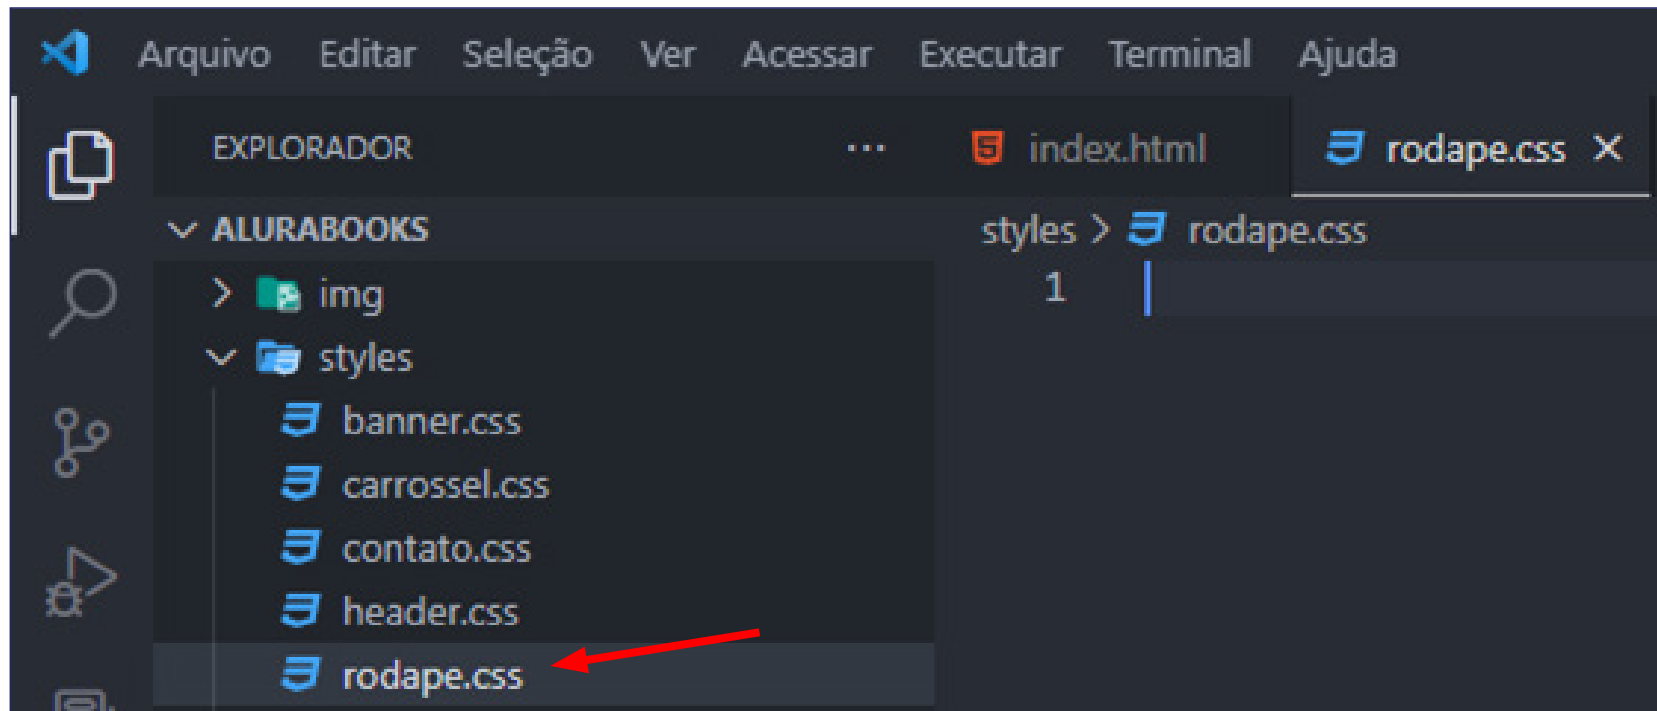 Arquivo Editar Seleção Ver Acessar Executar Terminal Ajuda
EXPLORADOR ··· index.html rodape.css
ALURABOOKS
styles > rodape.css
img
1
styles
banner.css
carrossel.css
contato.css
header.css
rodape.css